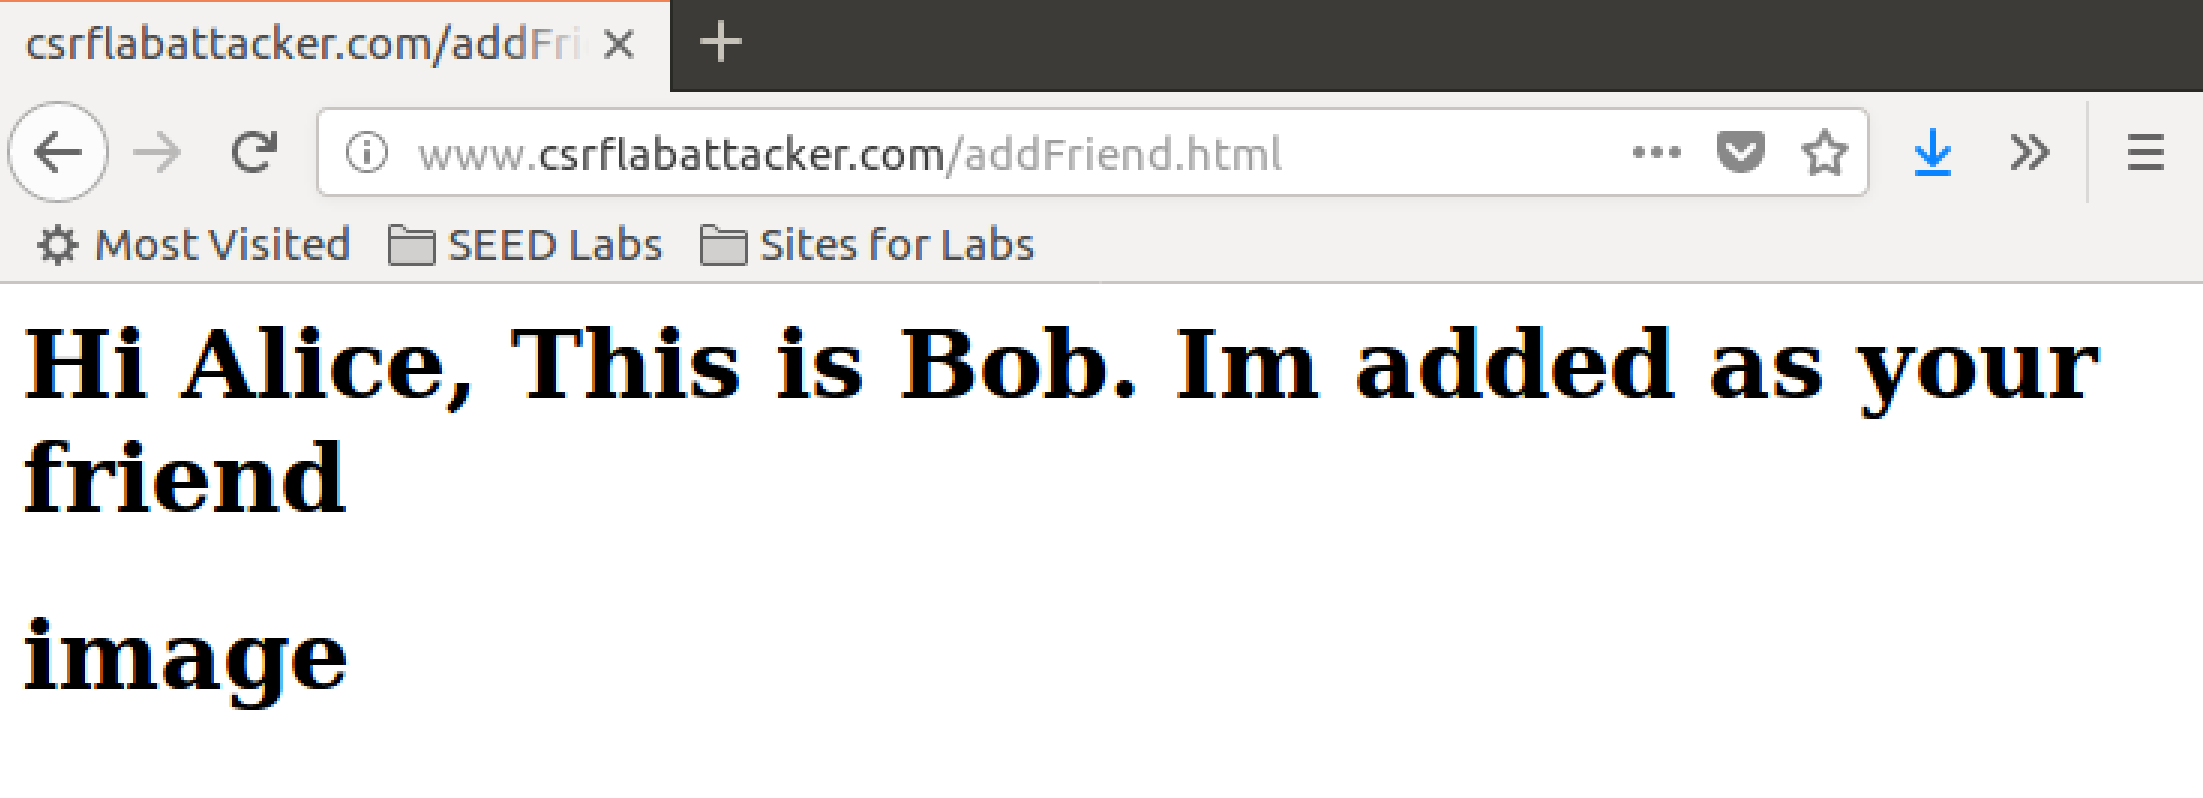 csrflabattacker.com/addFri
www.csrflabattacker.com/addFriend.html
Most Visited SEED Labs Sites for Labs
Hi Alice, This is Bob. Im added as your
friend
image